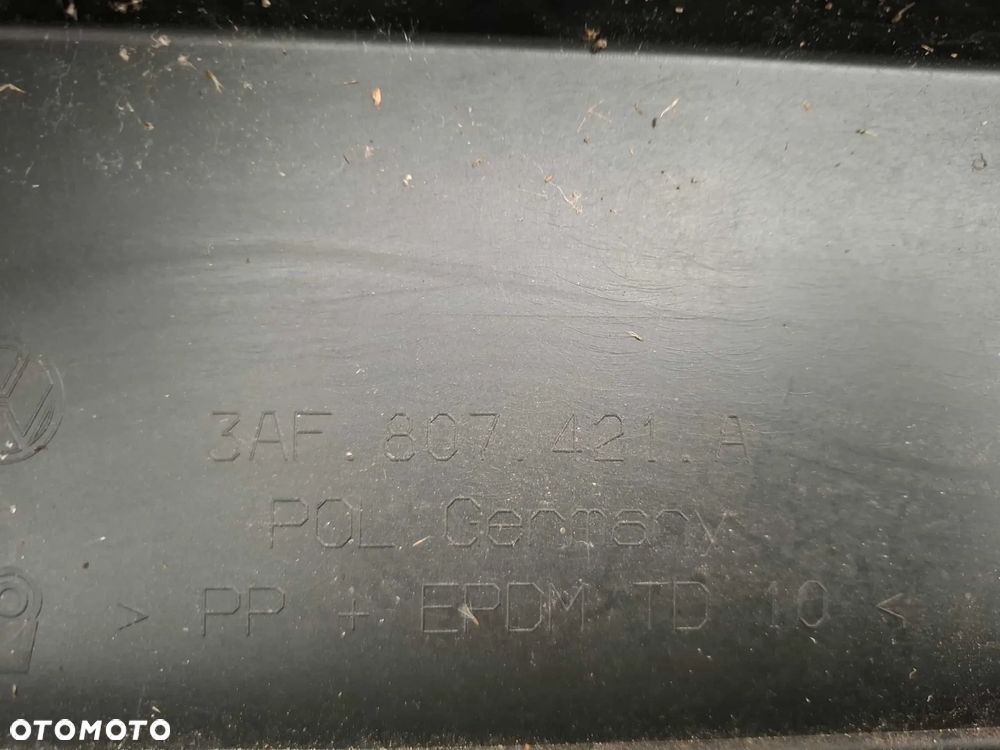 3AF.807.421.A
POL Germany
> PP + EPDM TD 10 <
OTOMOTO